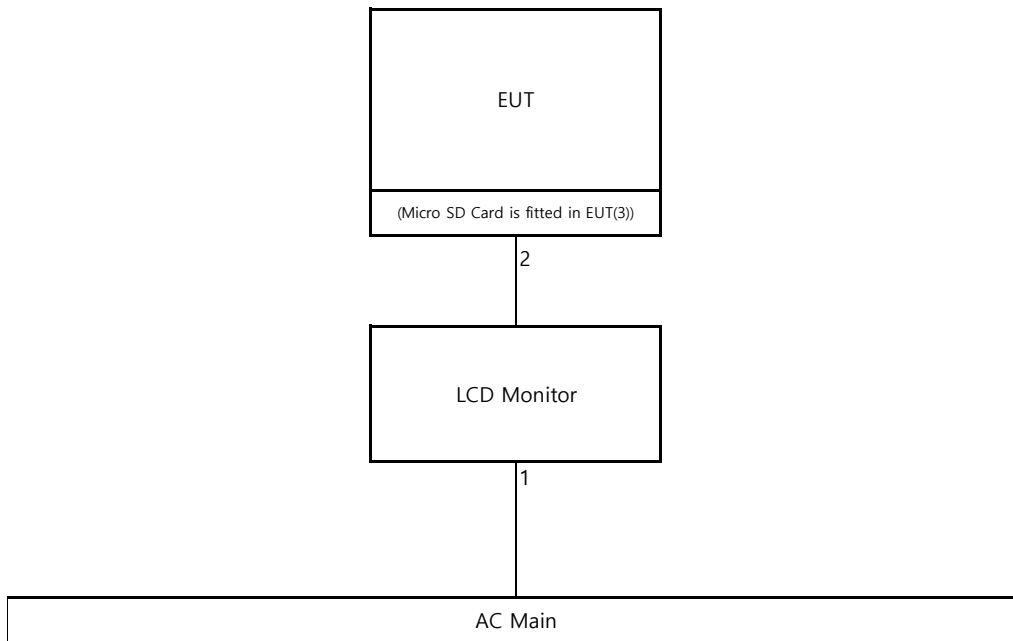 EUT
(Micro SD Card is fitted in EUT(3))
2
LCD Monitor
1
AC Main